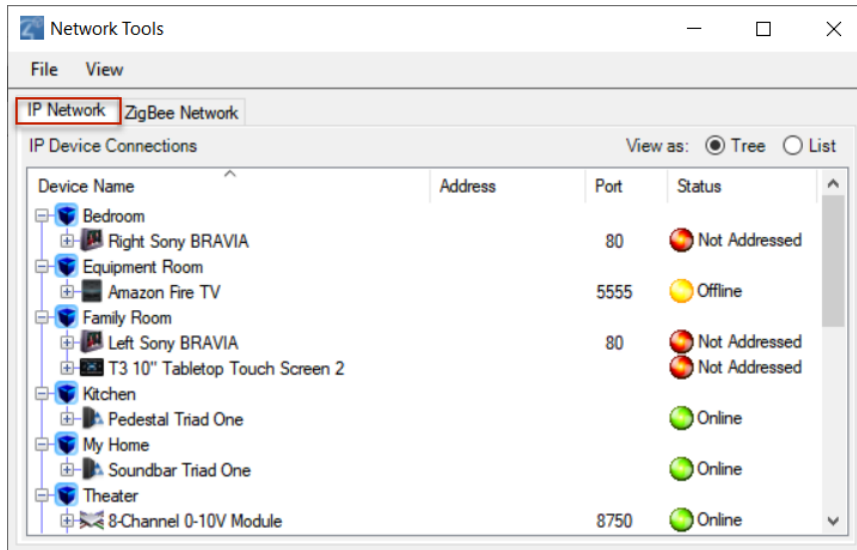 Network Tools
File View
IP Network ZigBee Network
IP Device Connections View as: Tree List
Device Name Address Port Status
Bedroom
Right Sony BRAVIA 80 Not Addressed
Equipment Room
Amazon Fire TV 5555 Offline
Family Room
Left Sony BRAVIA 80 Not Addressed
T3 10" Tabletop Touch Screen 2 Not Addressed
Kitchen
Pedestal Triad One Online
My Home
Soundbar Triad One Online
Theater
8-Channel 0-10V Module 8750 Online